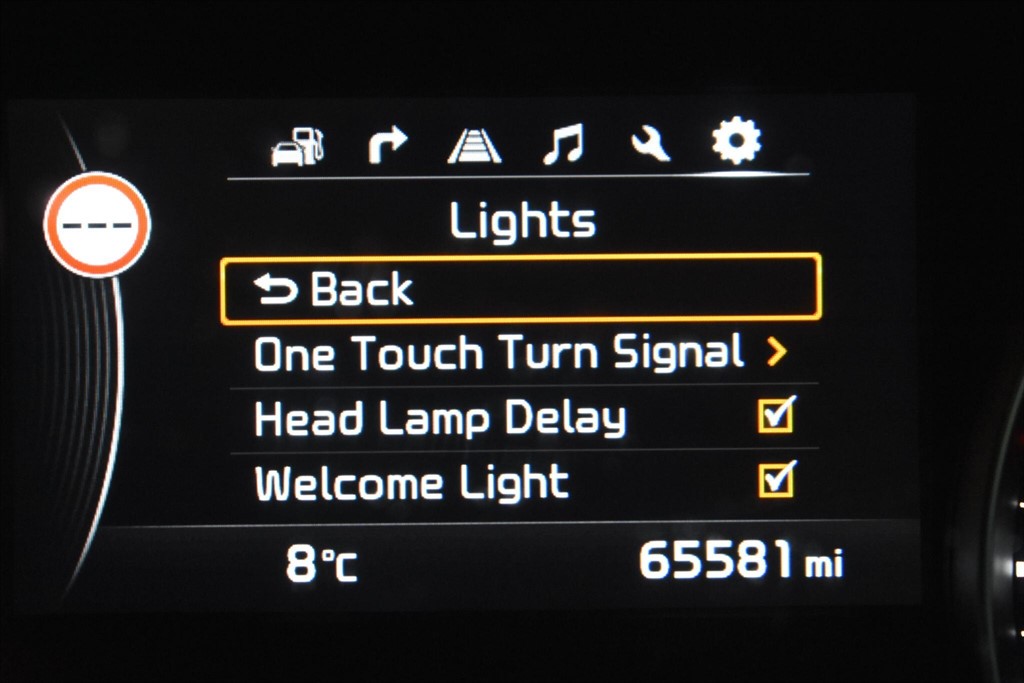 ---
Lights
Back
One Touch Turn Signal >
Head Lamp Delay
Welcome Light
8°C 65581 mi